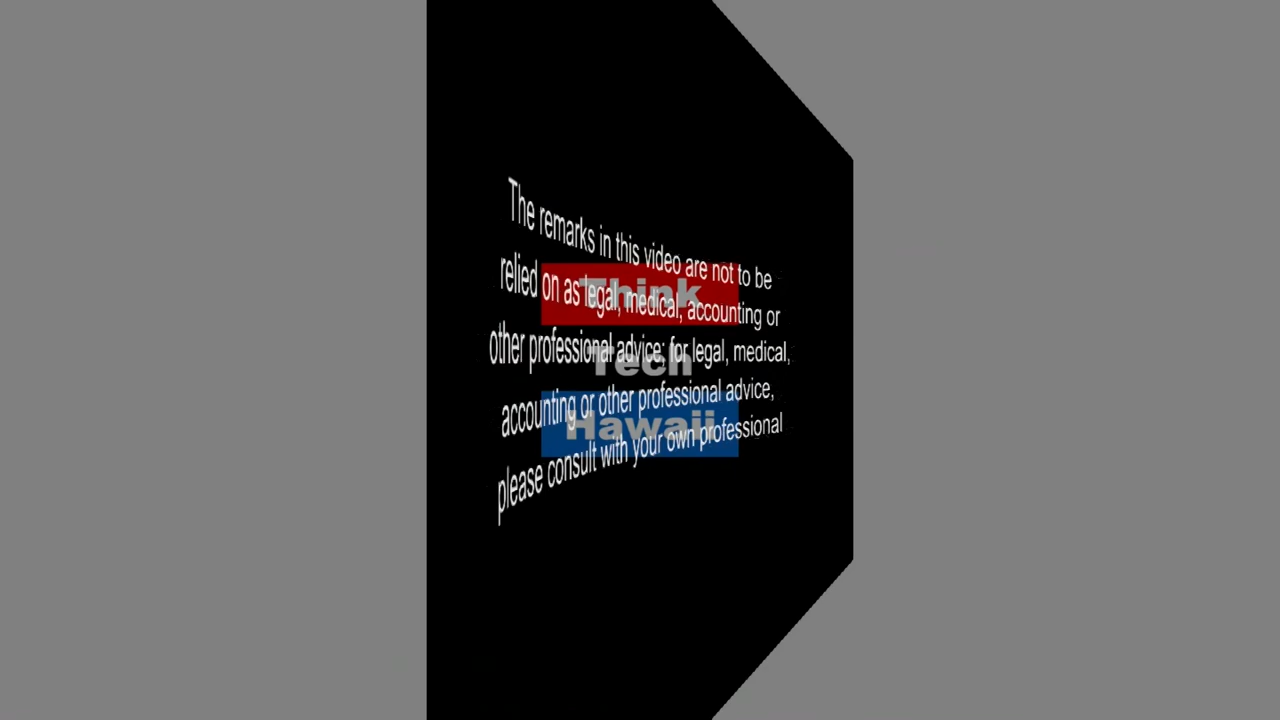 The remarks in this video are not to be
relied on as legal, medical, accounting or
other professional advice; for legal, medical,
accounting or other professional advice,
please consult with your own professional
Think
Tech
Hawaii